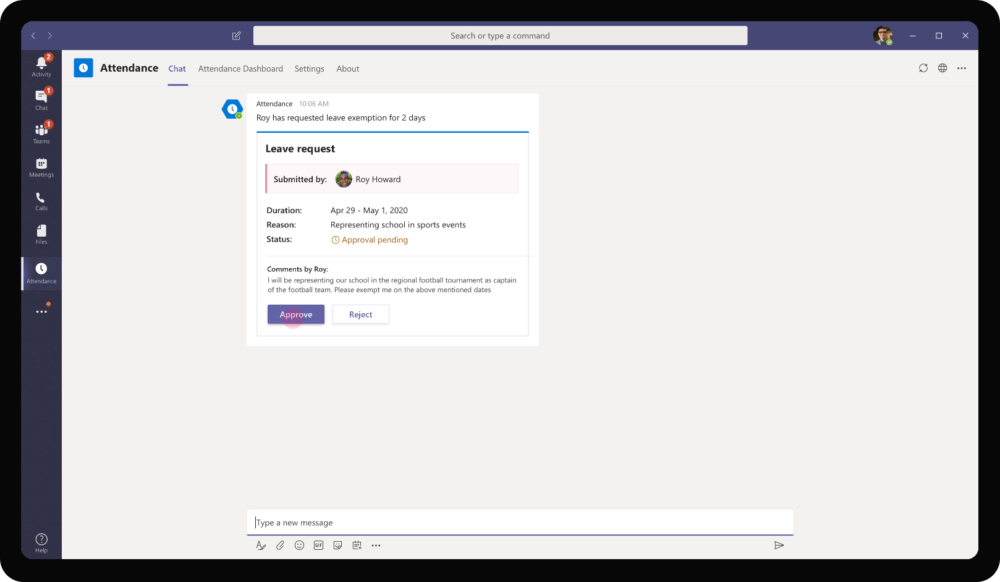 Search or type a command
2
Activity
1
Chat
1
Teams
Meetings
Calls
Files
Attendance
Help
Attendance Chat Attendance Dashboard Settings About
Attendance 10:06 AM
Roy has requested leave exemption for 2 days
Leave request
Submitted by: Roy Howard
Duration: Apr 29 - May 1, 2020
Reason: Representing school in sports events
Status: Approval pending
Comments by Roy:
I will be representing our school in the regional football tournament as captain
of the football team. Please exempt me on the above mentioned dates
Approve Reject
Type a new message
GIF